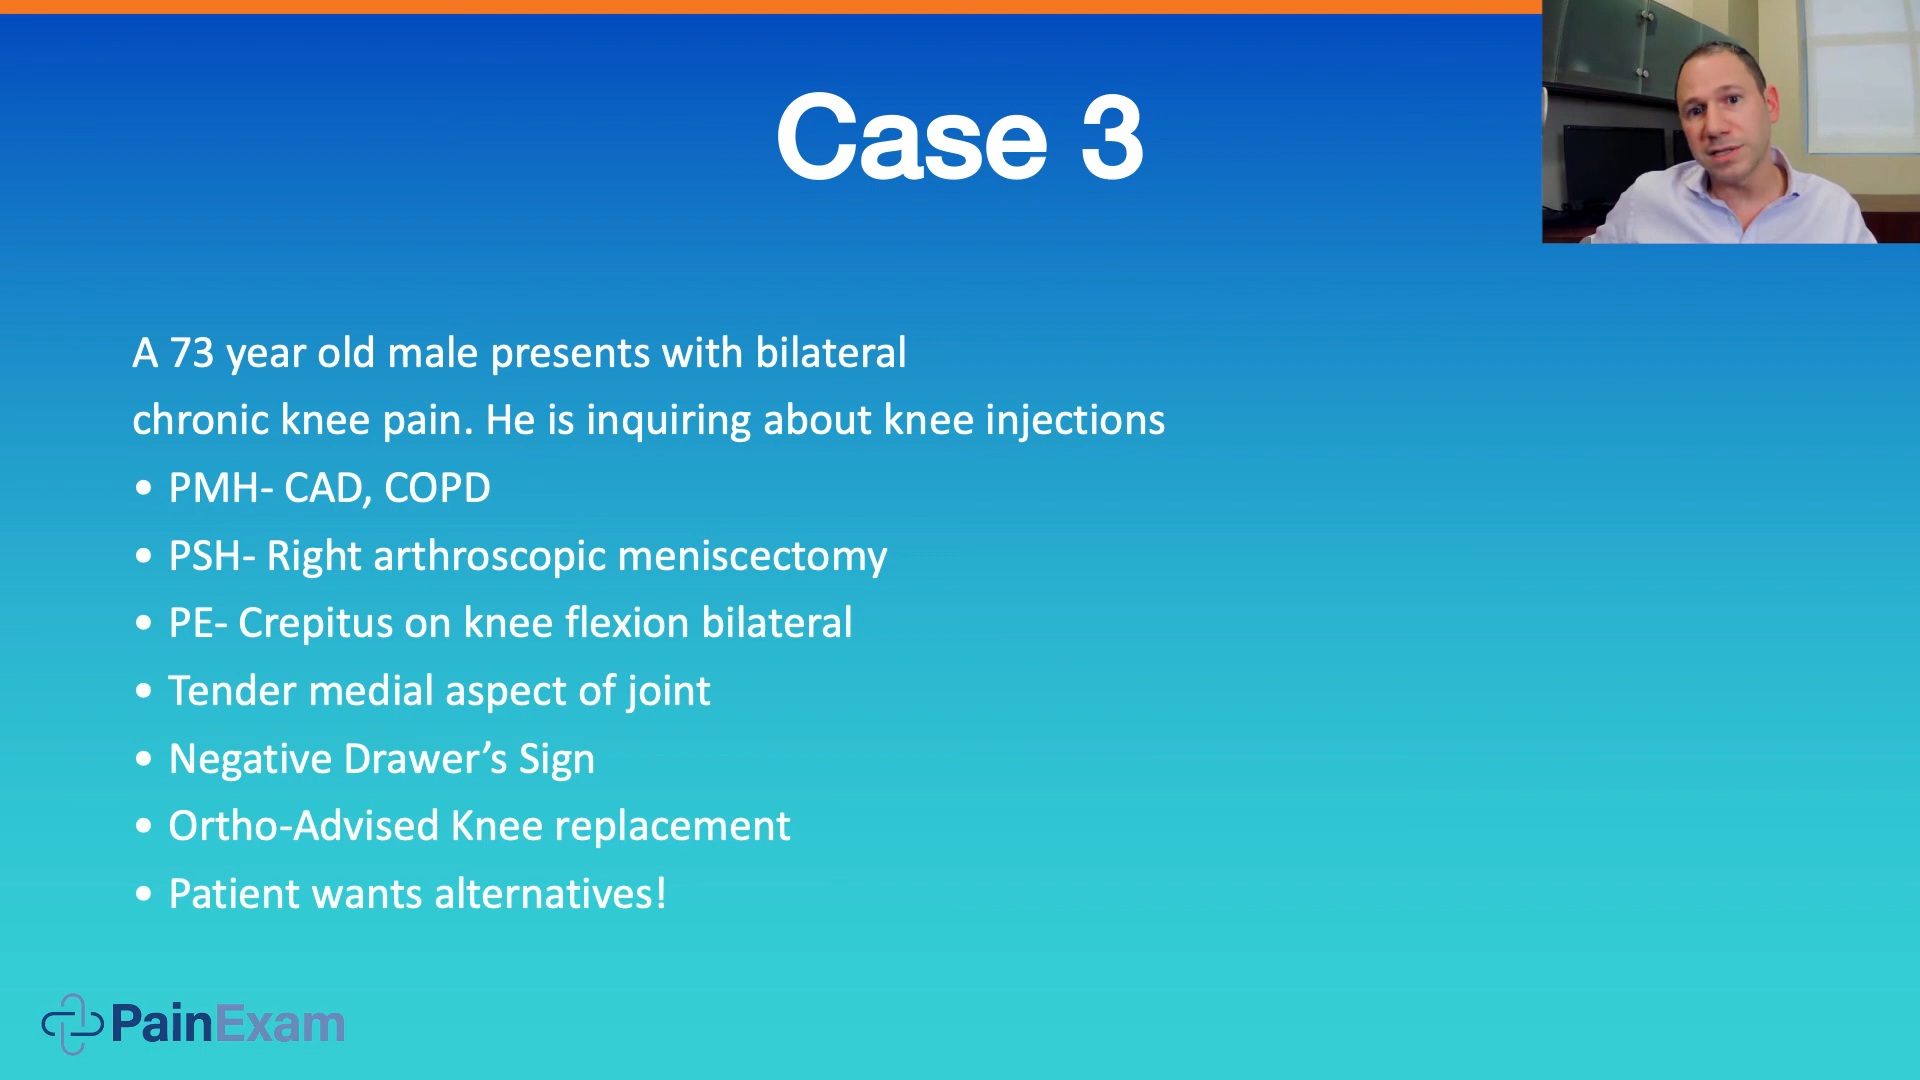 Case 3
A 73 year old male presents with bilateral
chronic knee pain. He is inquiring about knee injections
• PMH- CAD, COPD
• PSH- Right arthroscopic meniscectomy
• PE- Crepitus on knee flexion bilateral
• Tender medial aspect of joint
• Negative Drawer’s Sign
• Ortho-Advised Knee replacement
• Patient wants alternatives!
PainExam